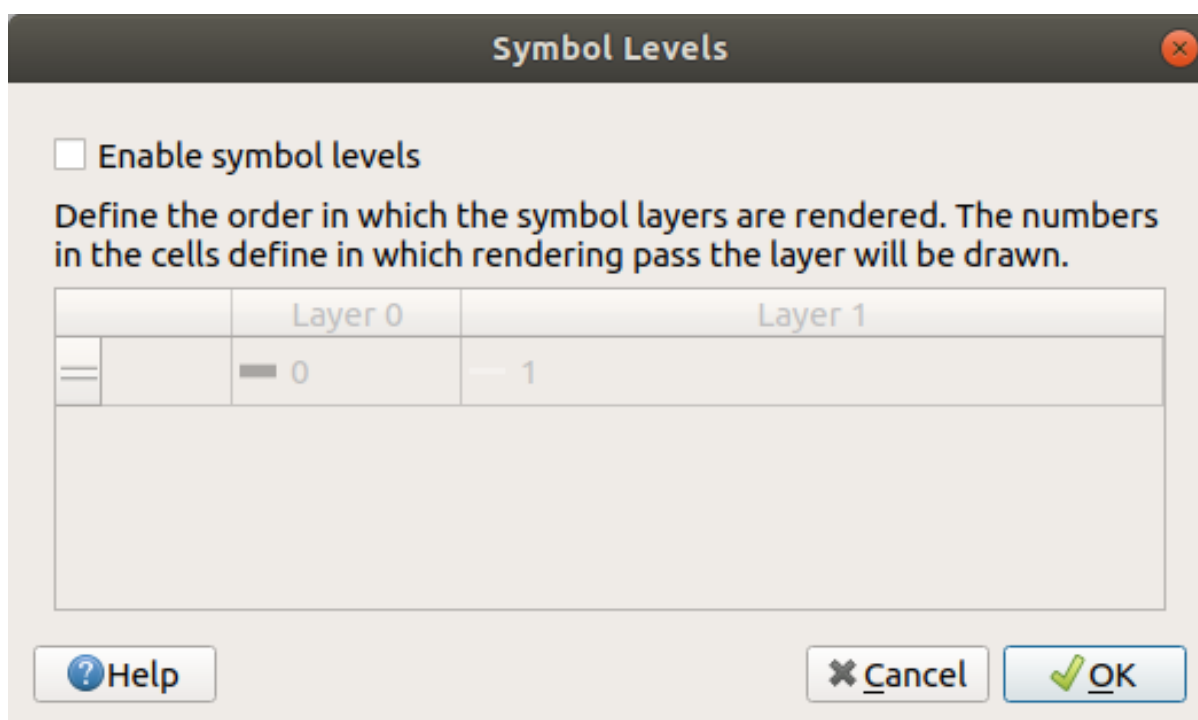 Symbol Levels
Enable symbol levels
Define the order in which the symbol layers are rendered. The numbers
in the cells define in which rendering pass the layer will be drawn.
Layer 0 Layer 1
0 1
Help Cancel OK